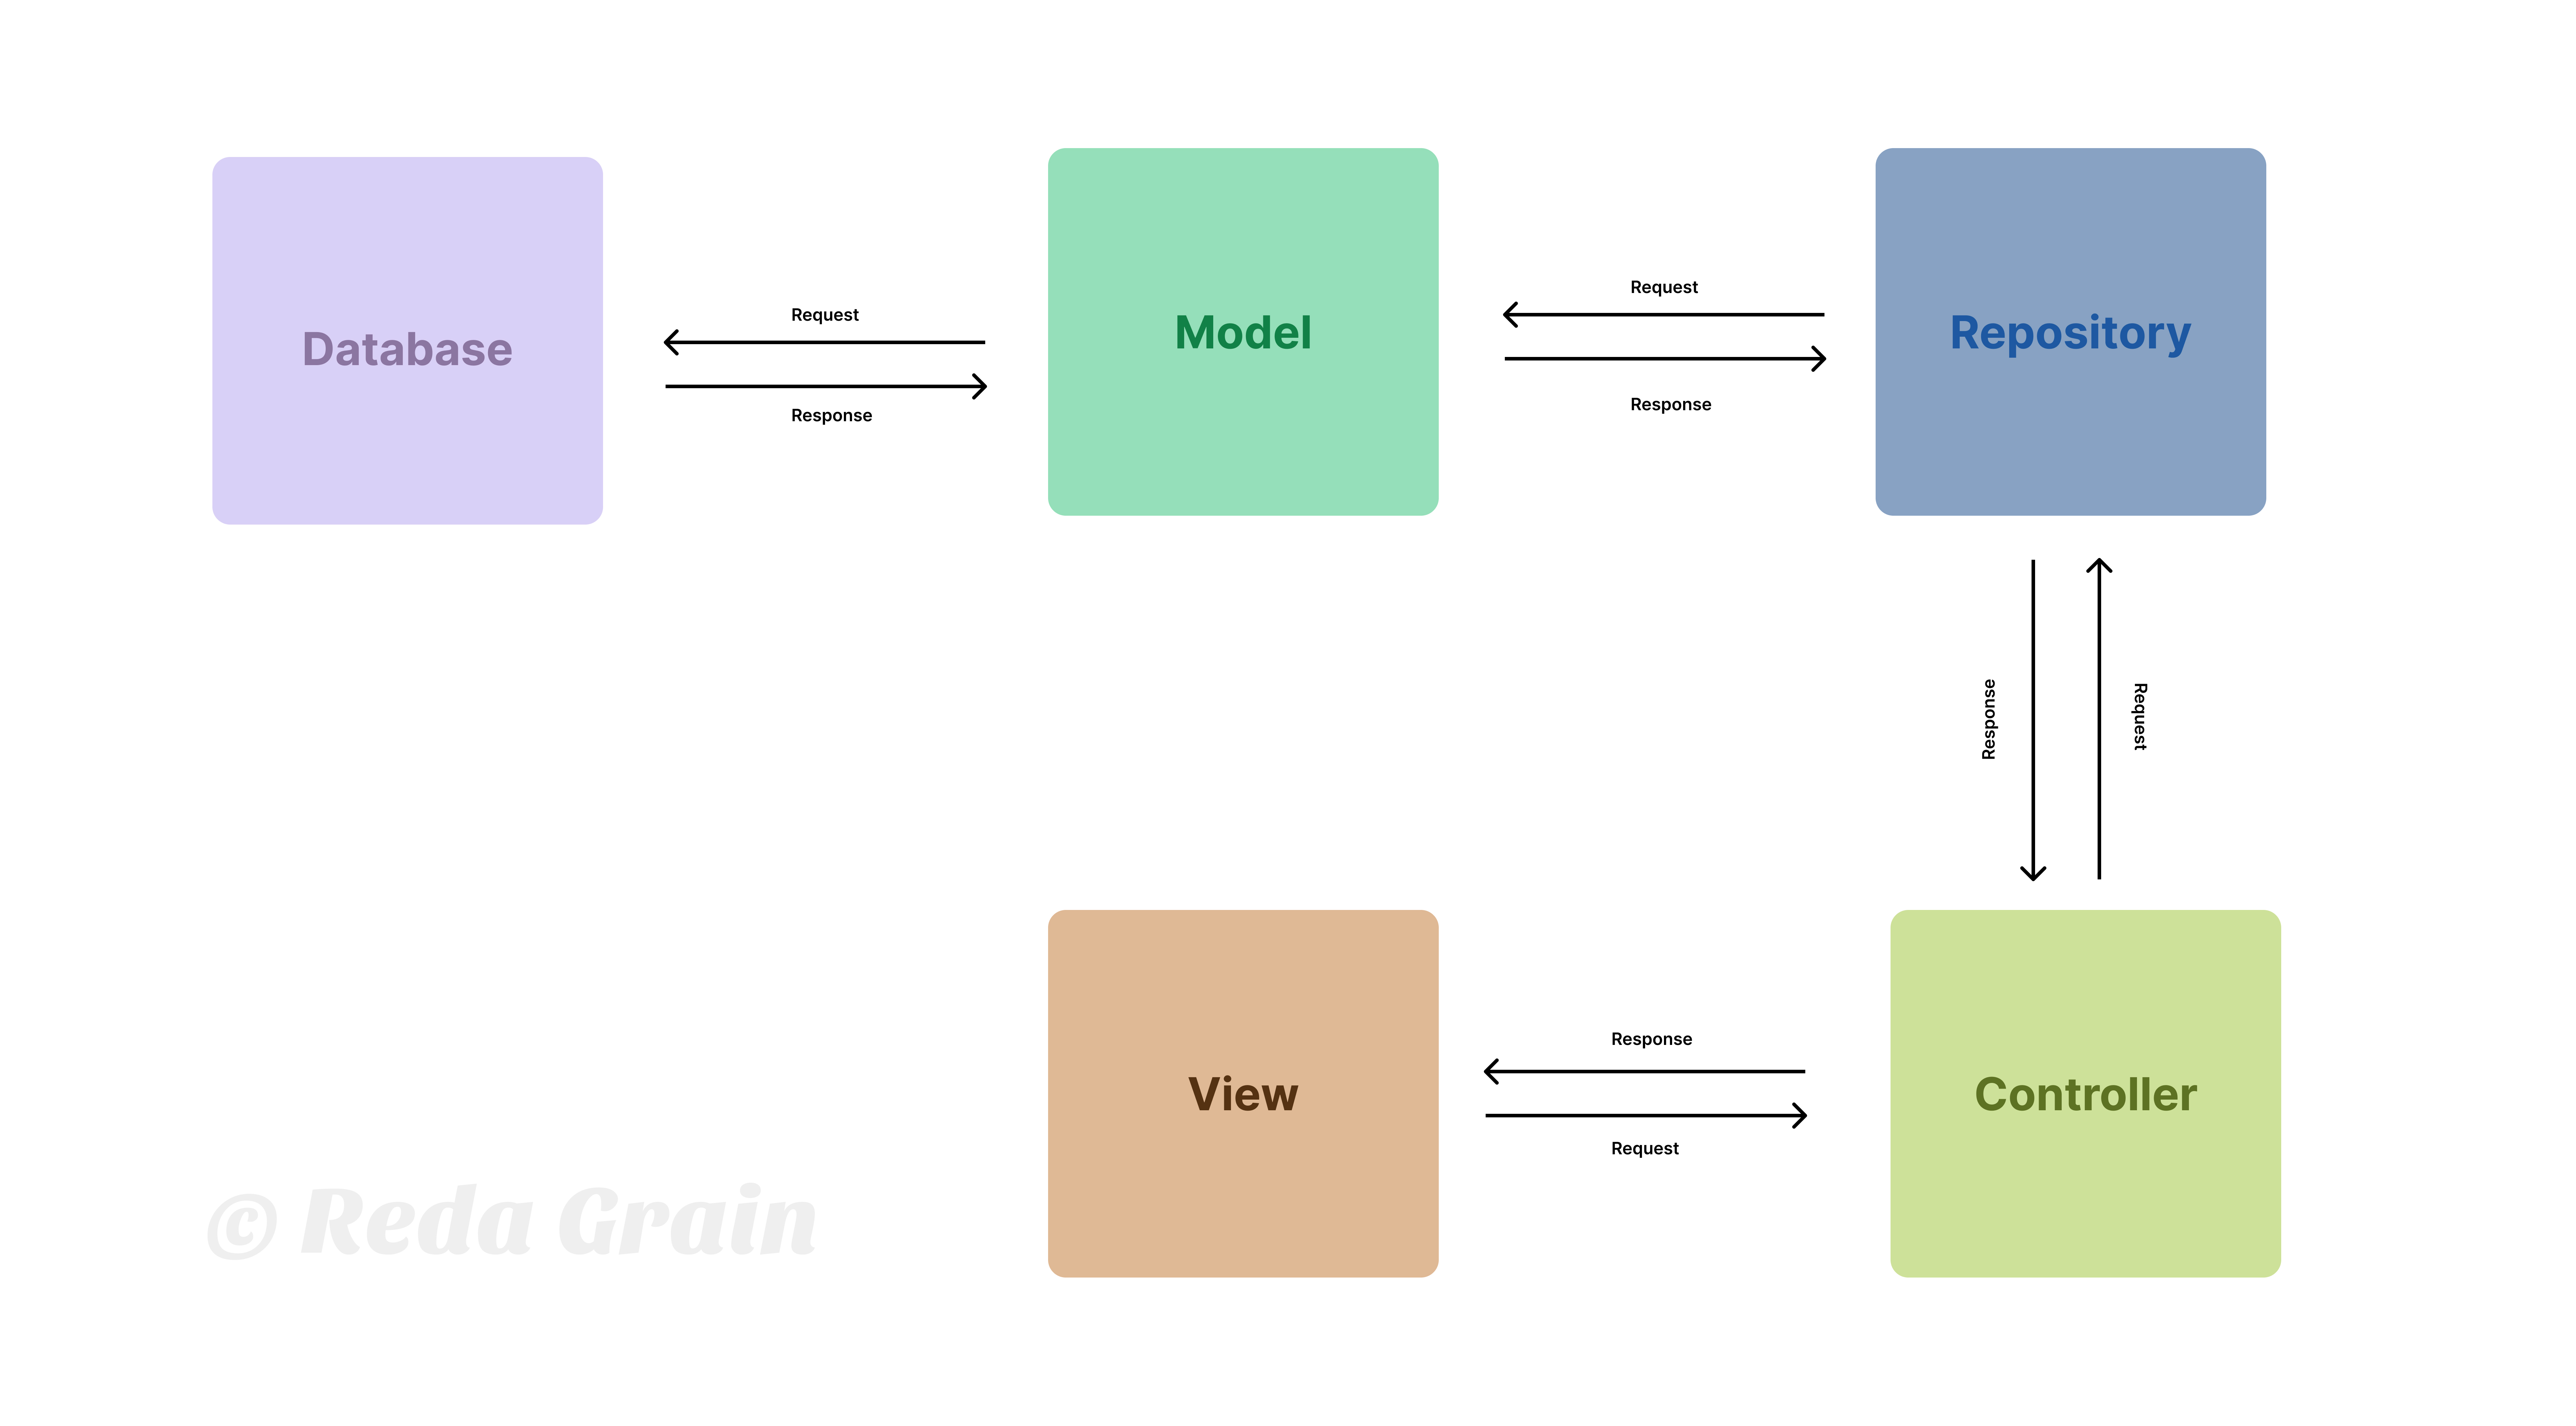 Database
Request
Response
Model
Request
Response
Repository
Response
Request
View
Response
Request
Controller
© Reda Grain